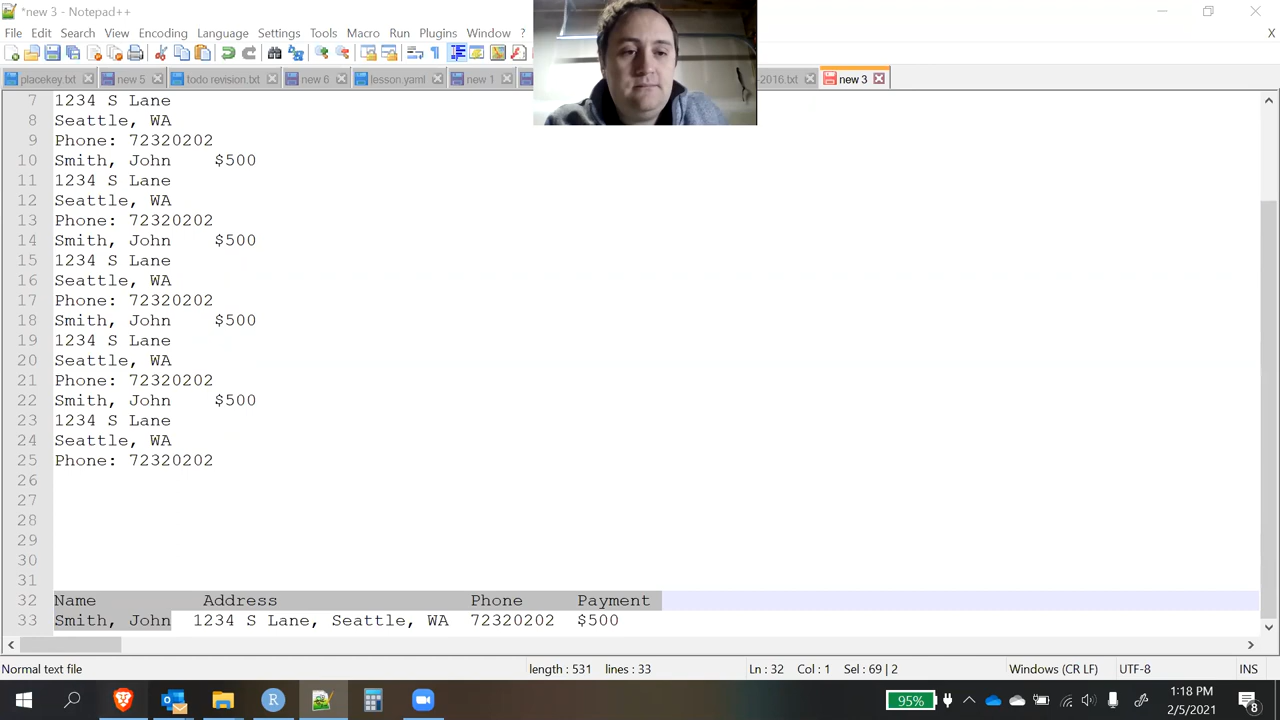 *new 3 - Notepad++
File Edit Search View Encoding Language Settings Tools Macro Run Plugins Window ?
X
placekey.txt new 5 todo revision.txt new 6 lesson.yaml new 1 -2016.txt new 3
7 1234 S Lane
8 Seattle, WA
9 Phone: 72320202
10 Smith, John $500
11 1234 S Lane
12 Seattle, WA
13 Phone: 72320202
14 Smith, John $500
15 1234 S Lane
16 Seattle, WA
17 Phone: 72320202
18 Smith, John $500
19 1234 S Lane
20 Seattle, WA
21 Phone: 72320202
22 Smith, John $500
23 1234 S Lane
24 Seattle, WA
25 Phone: 72320202
26
27
28
29
30
31
32 Name Address Phone Payment
33 Smith, John 1234 S Lane, Seattle, WA 72320202 $500
Normal text file length : 531 lines : 33 Ln : 32 Col : 1 Sel : 69 | 2 Windows (CR LF) UTF-8 INS
95% 1:18 PM
2/5/2021 8